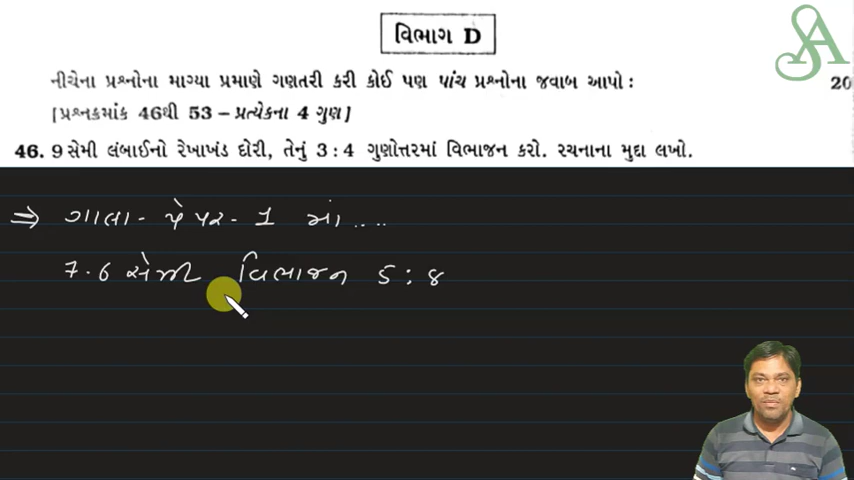 વિભાગ D
નીચેના પ્રશ્નોના માગ્યા પ્રમાણે ગણતરી કરી કોઈ પણ પાંચ પ્રશ્નોના જવાબ આપો : 20
[પ્રશ્નક્રમાંક 46થી 53 – પ્રત્યેકના 4 ગુણ]
46. 9 સેમી લંબાઈનો રેખાખંડ દોરી, તેનું 3 : 4 ગુણોત્તરમાં વિભાજન કરો. રચનાના મુદ્દા લખો.
⇒ ગાલા - પેપર - 1 માં ....
7.6 સેમી વિભાજન 5 : 8